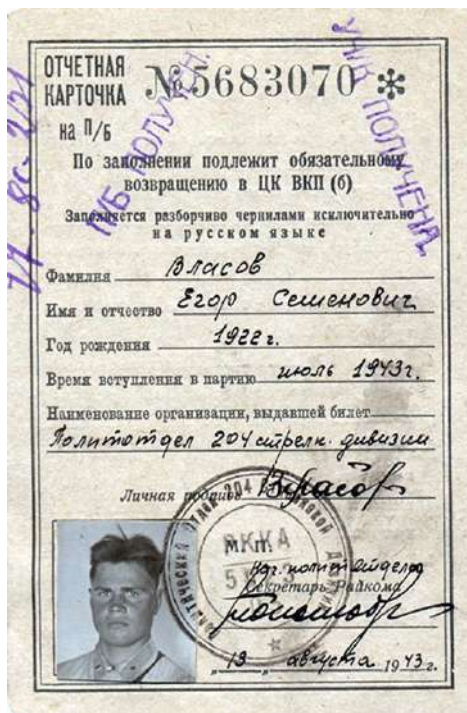 ОТЧЕТНАЯ
КАРТОЧКА
№5683070 *
на П/Б
По заполнении подлежит обязательному
возвращению в ЦК ВКП (б)
Заполняется разборчиво чернилами исключительно
на русском языке
Фамилия Власов
Имя и отчество Егор Семенович
Год рождения 1922 г.
Время вступления в партию июль 1943 г.
Наименование организации, выдавшей билет
Политотдел 204 стрелк. дивизии
Личная подпись Власов
М. П.
Нач. политотдела
Секретарь Райкома
„13„ августа 1943 г.
П/Б ПОЛУЧЕН.
ПОЛУЧЕНА.
РККА